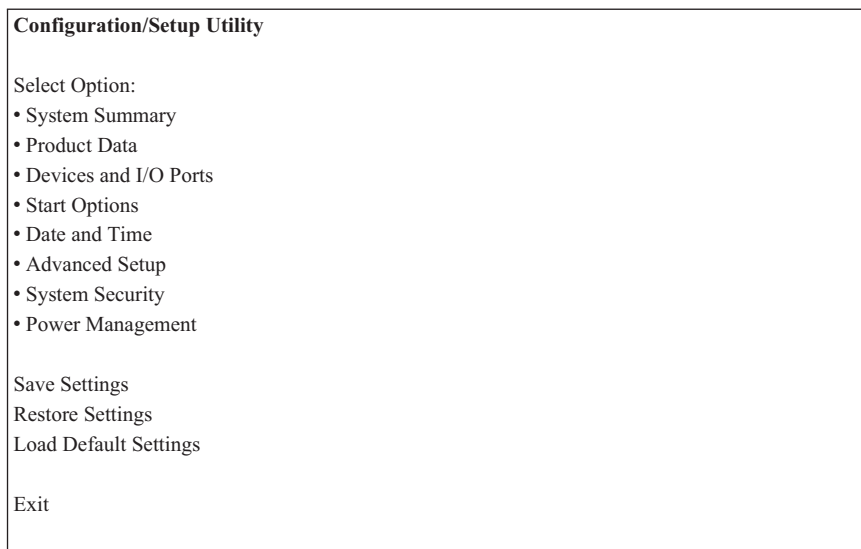 Configuration/Setup Utility
Select Option:
• System Summary
• Product Data
• Devices and I/O Ports
• Start Options
• Date and Time
• Advanced Setup
• System Security
• Power Management
Save Settings
Restore Settings
Load Default Settings
Exit